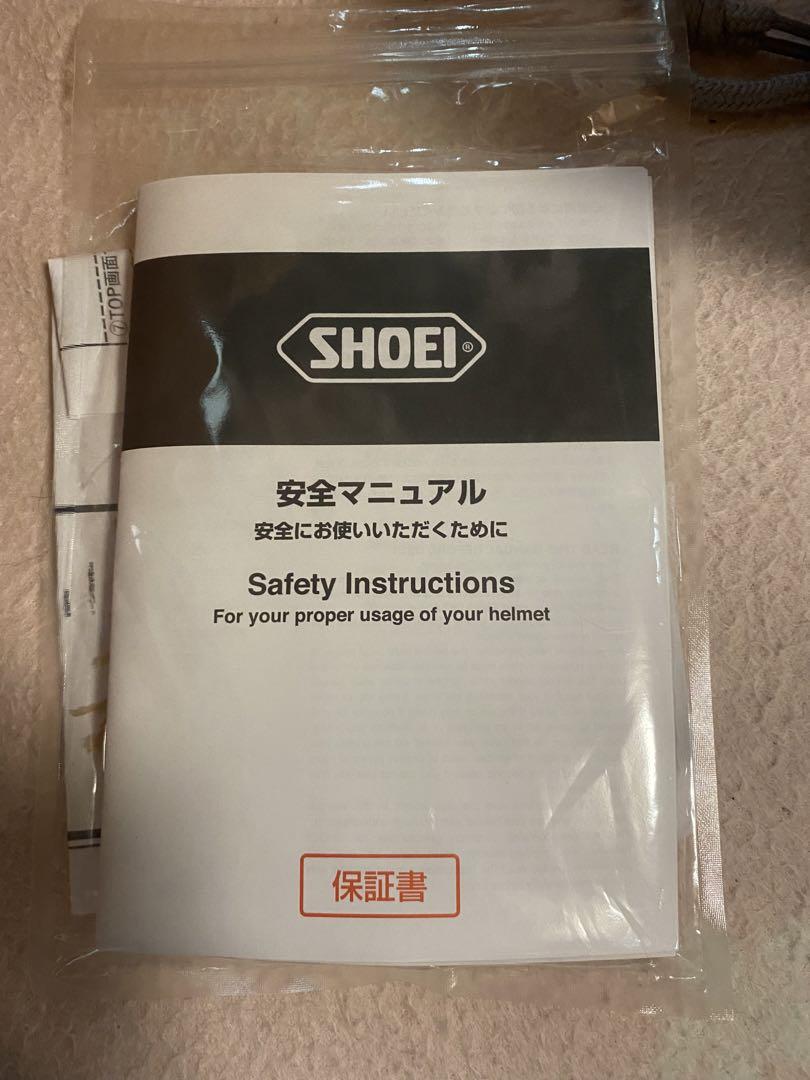 ⑦TOP画面
SHOEI®
安全マニュアル
安全にお使いいただくために
Safety Instructions
For your proper usage of your helmet
保証書